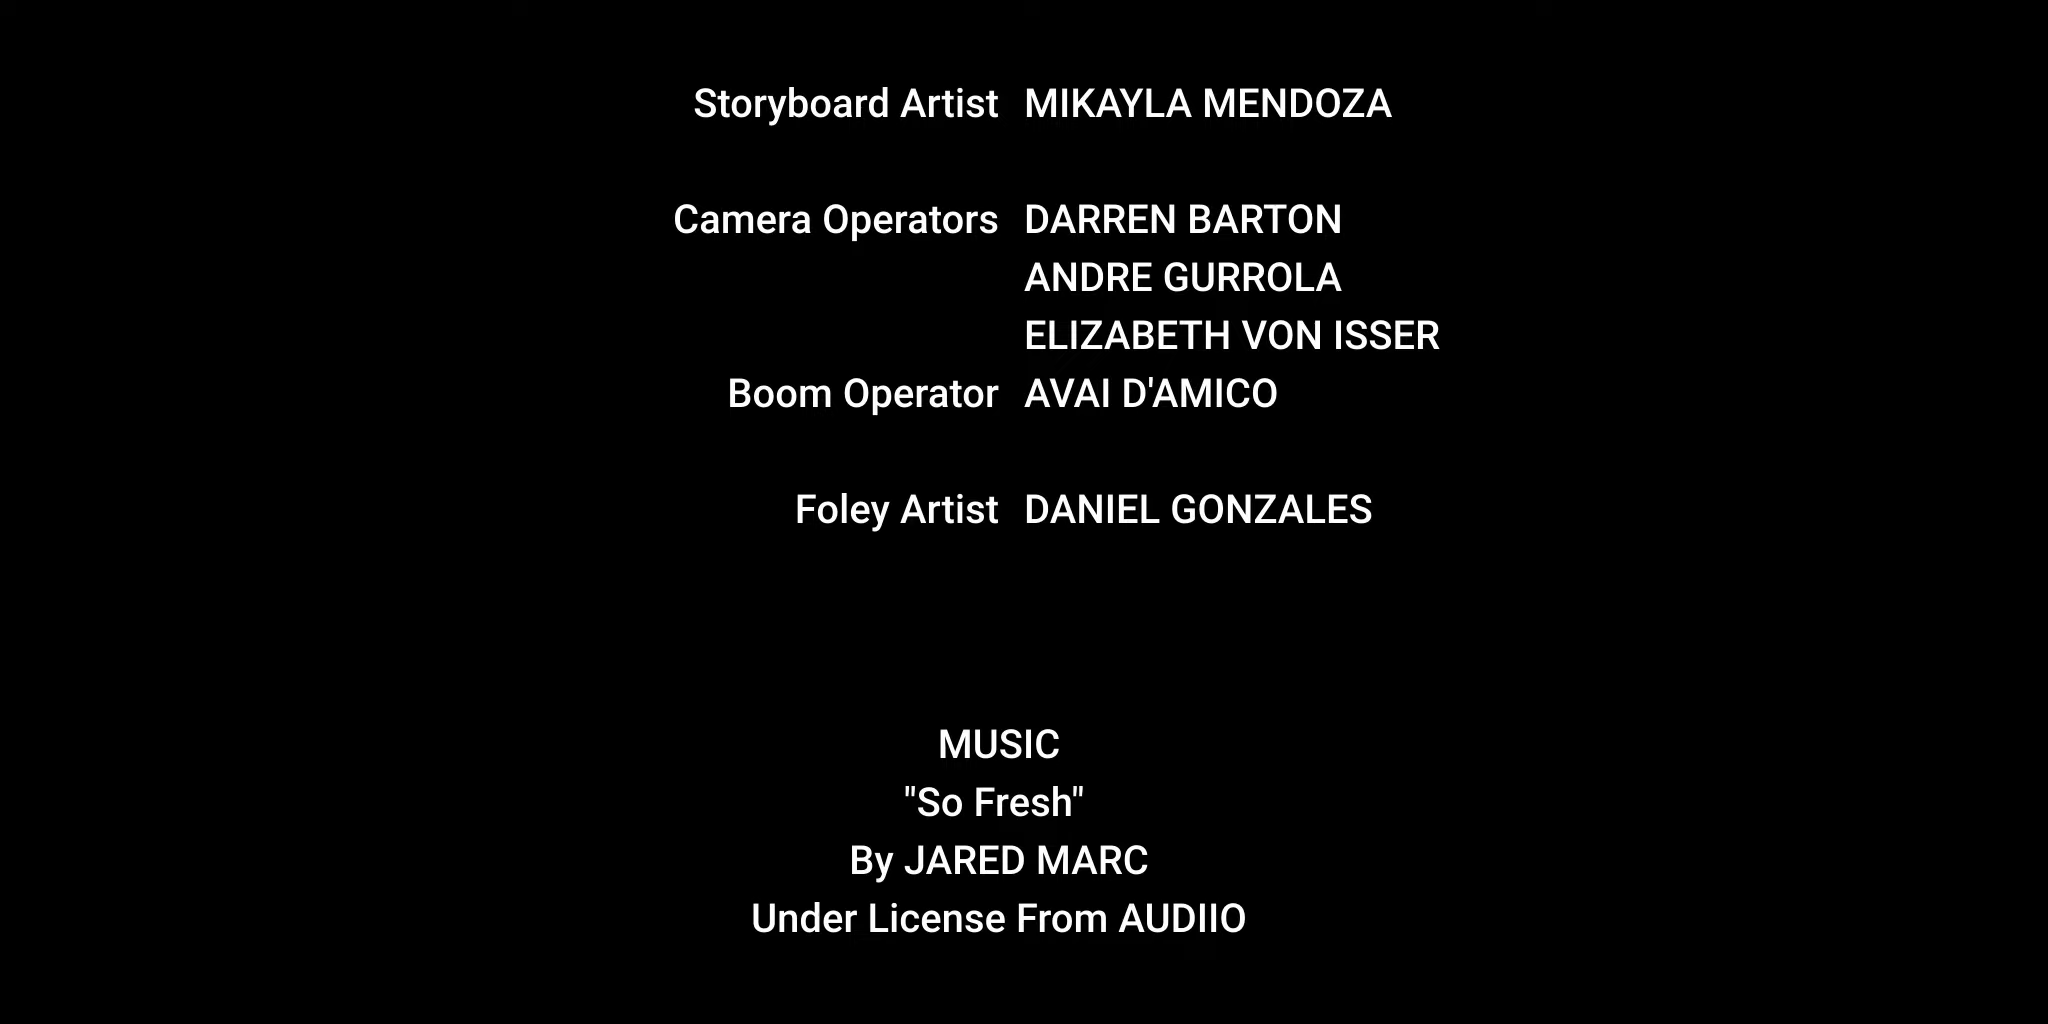 Storyboard Artist MIKAYLA MENDOZA
Camera Operators DARREN BARTON
ANDRE GURROLA
ELIZABETH VON ISSER
Boom Operator AVAI D'AMICO
Foley Artist DANIEL GONZALES
MUSIC
"So Fresh"
By JARED MARC
Under License From AUDIIO